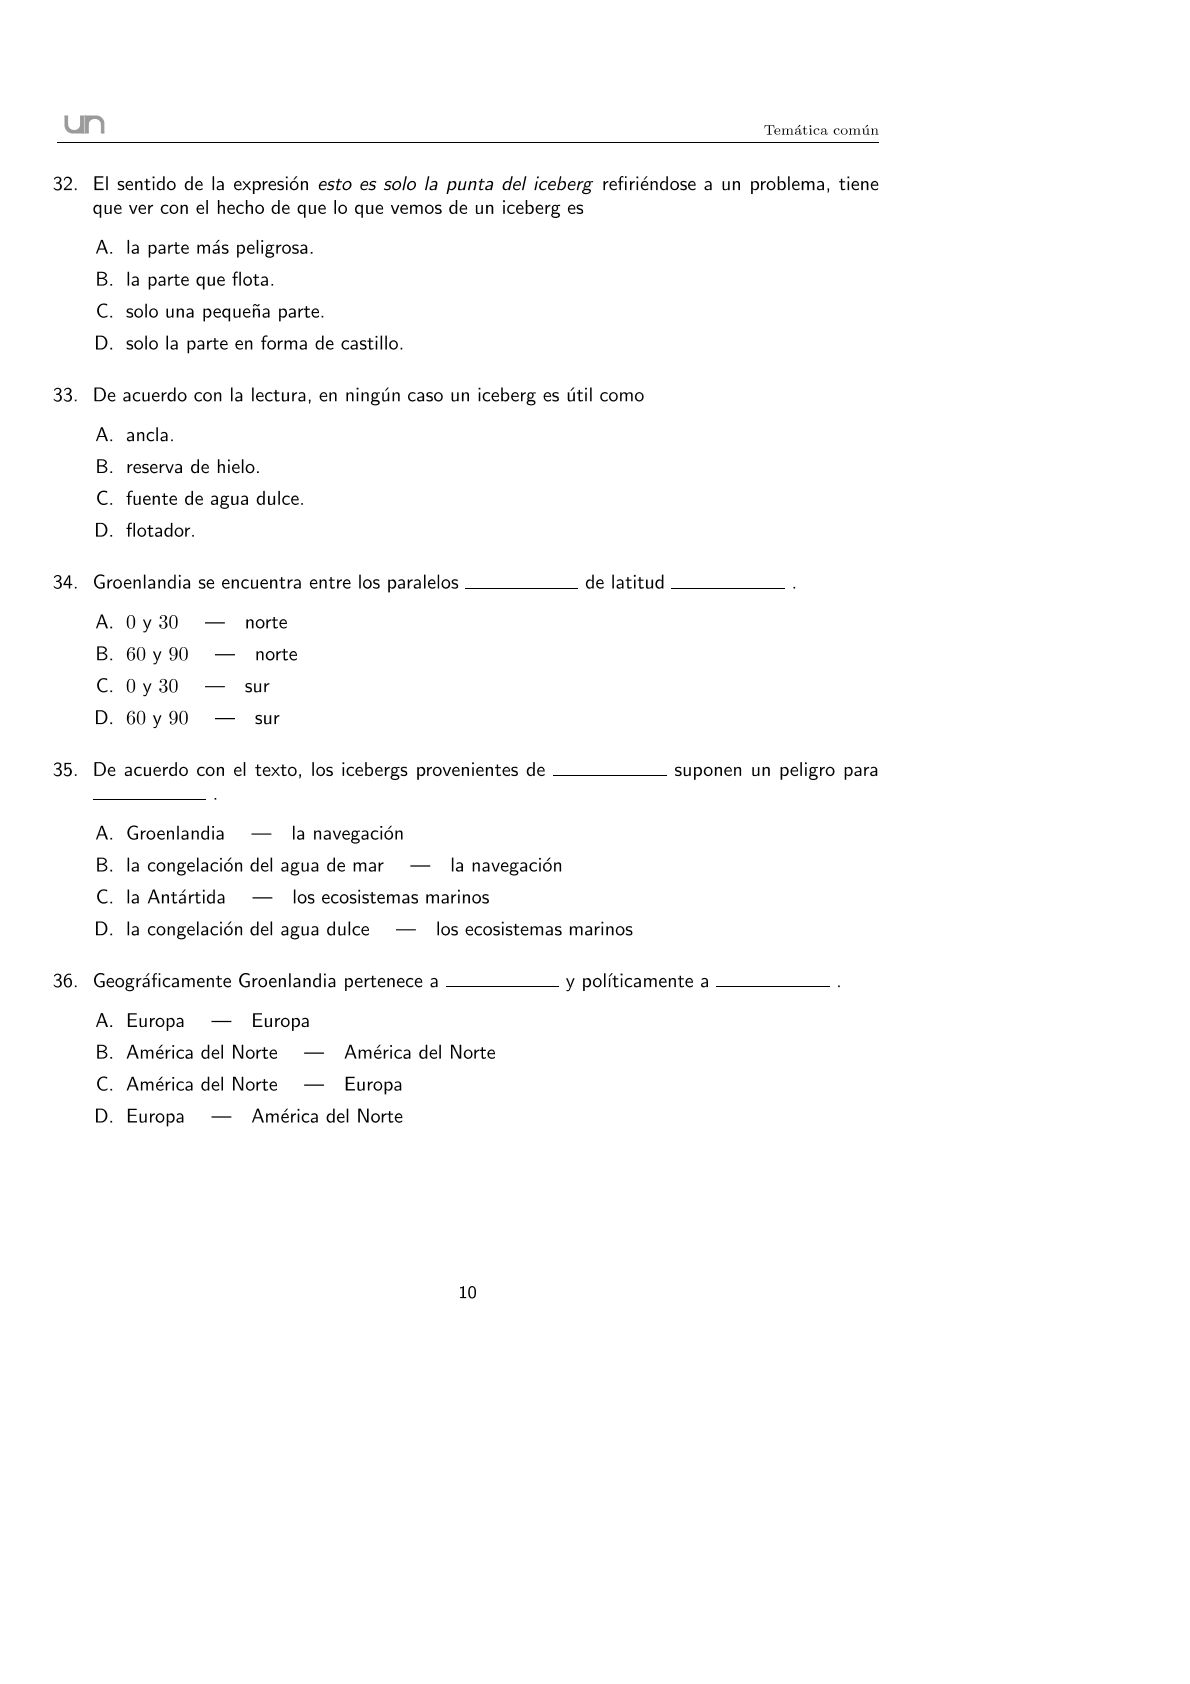 un
Temática común
32. El sentido de la expresión esto es solo la punta del iceberg refiriéndose a un problema, tiene
que ver con el hecho de que lo que vemos de un iceberg es
A. la parte más peligrosa.
B. la parte que flota.
C. solo una pequeña parte.
D. solo la parte en forma de castillo.
33. De acuerdo con la lectura, en ningún caso un iceberg es útil como
A. ancla.
B. reserva de hielo.
C. fuente de agua dulce.
D. flotador.
34. Groenlandia se encuentra entre los paralelos ________ de latitud ________ .
A. 0 y 30 — norte
B. 60 y 90 — norte
C. 0 y 30 — sur
D. 60 y 90 — sur
35. De acuerdo con el texto, los icebergs provenientes de ________ suponen un peligro para
________ .
A. Groenlandia — la navegación
B. la congelación del agua de mar — la navegación
C. la Antártida — los ecosistemas marinos
D. la congelación del agua dulce — los ecosistemas marinos
36. Geográficamente Groenlandia pertenece a ________ y políticamente a ________ .
A. Europa — Europa
B. América del Norte — América del Norte
C. América del Norte — Europa
D. Europa — América del Norte
10